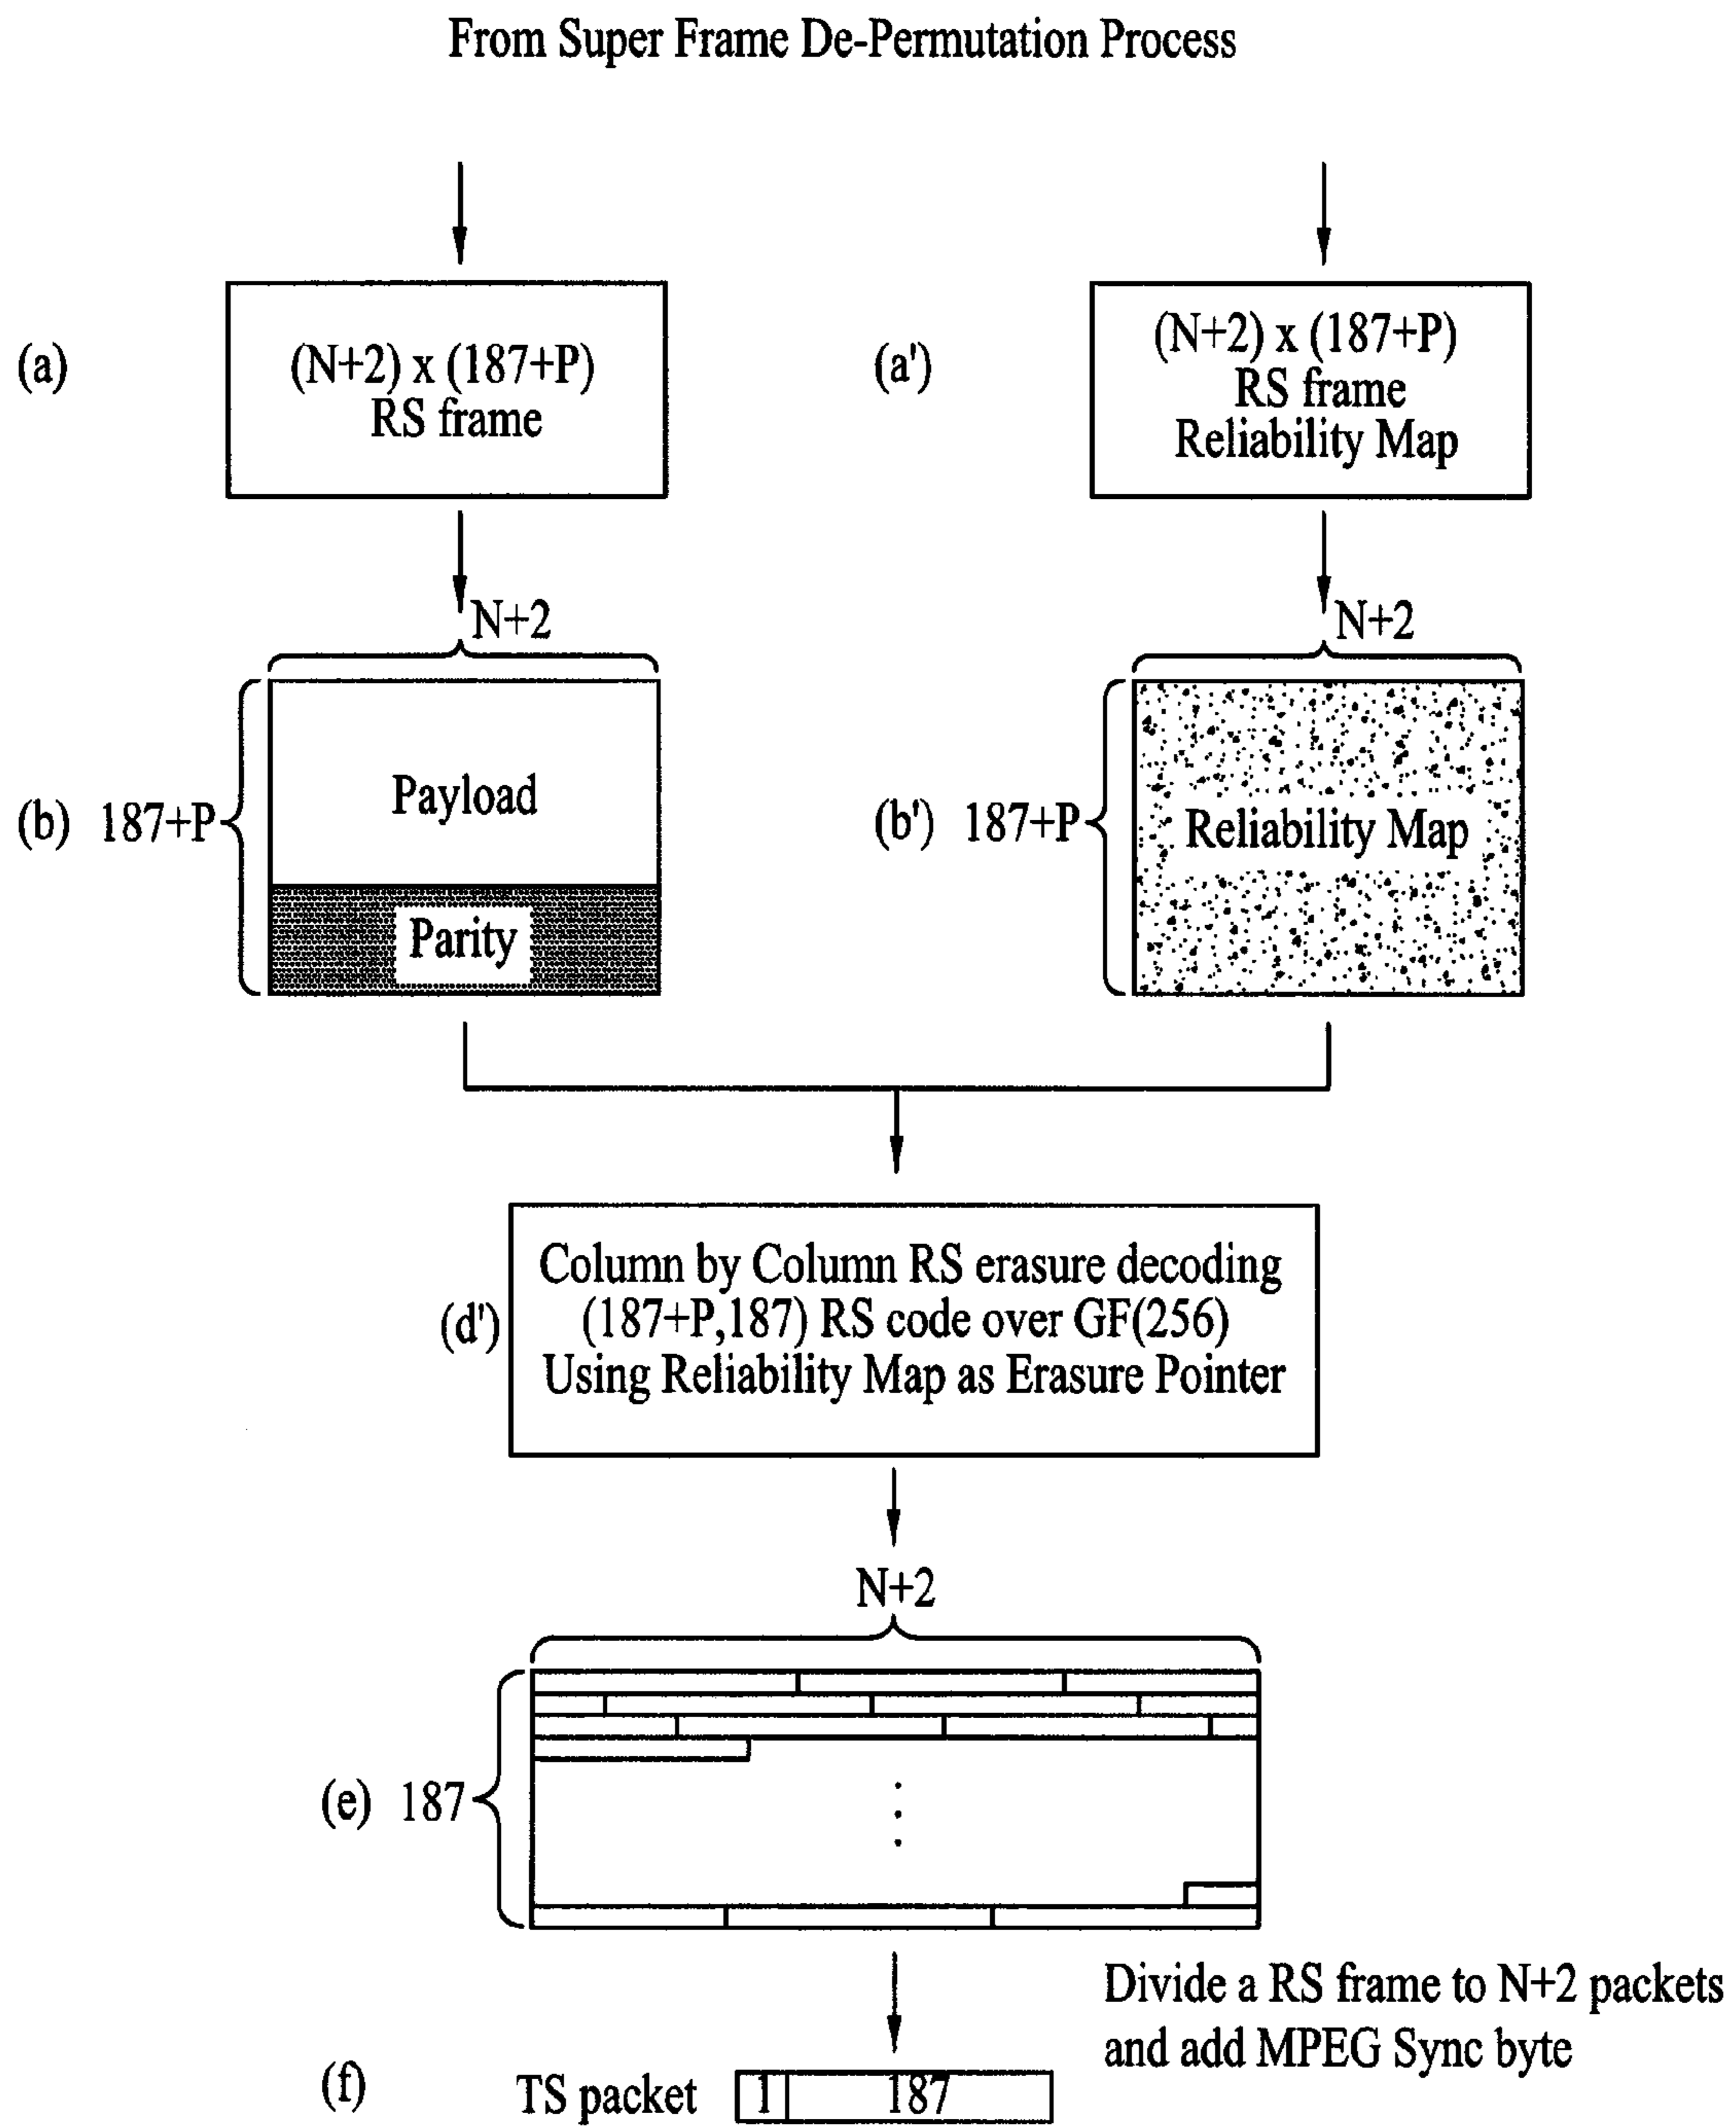 From Super Frame De-Permutation Process
(a)
(N+2) x (187+P)
RS frame
(a')
(N+2) x (187+P)
RS frame
Reliability Map
N+2
(b) 187+P
Payload
Parity
N+2
(b') 187+P
Reliability Map
(d')
Column by Column RS erasure decoding
(187+P,187) RS code over GF(256)
Using Reliability Map as Erasure Pointer
N+2
(e) 187
Divide a RS frame to N+2 packets
and add MPEG Sync byte
(f) TS packet 1 187